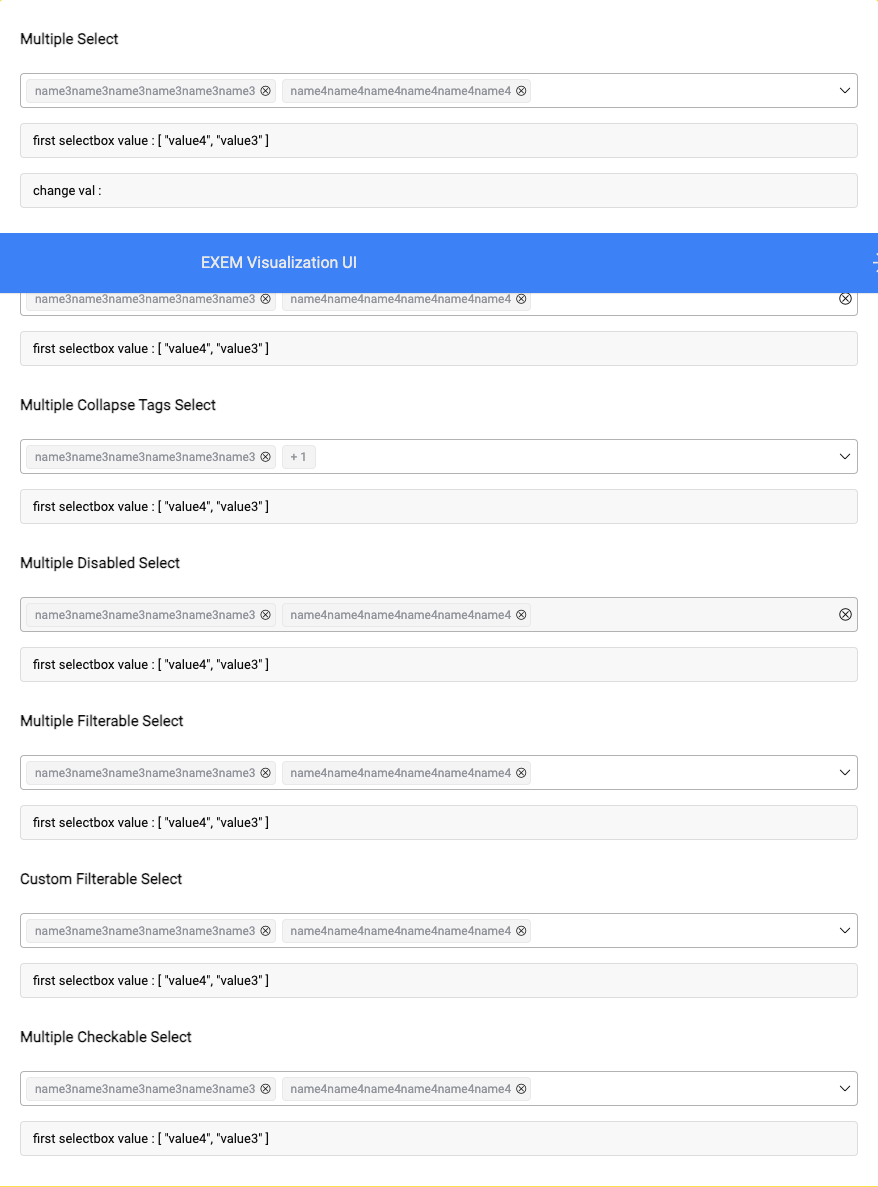 Multiple Select
name3name3name3name3name3name3 name4name4name4name4name4name4
first selectbox value : [ "value4", "value3" ]
change val :
EXEM Visualization UI
name3name3name3name3name3name3 name4name4name4name4name4name4
first selectbox value : [ "value4", "value3" ]
Multiple Collapse Tags Select
name3name3name3name3name3name3 + 1
first selectbox value : [ "value4", "value3" ]
Multiple Disabled Select
name3name3name3name3name3name3 name4name4name4name4name4name4
first selectbox value : [ "value4", "value3" ]
Multiple Filterable Select
name3name3name3name3name3name3 name4name4name4name4name4name4
first selectbox value : [ "value4", "value3" ]
Custom Filterable Select
name3name3name3name3name3name3 name4name4name4name4name4name4
first selectbox value : [ "value4", "value3" ]
Multiple Checkable Select
name3name3name3name3name3name3 name4name4name4name4name4name4
first selectbox value : [ "value4", "value3" ]